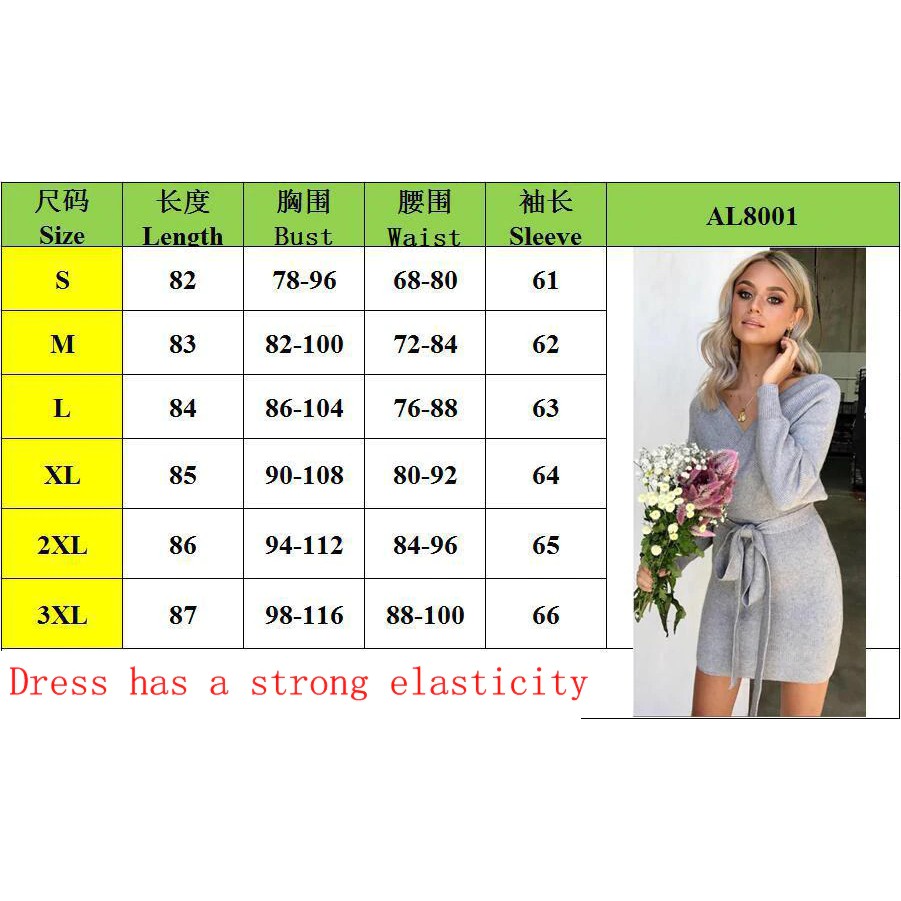 尺码 长度 胸围 腰围 袖长 AL8001
Size Length Bust Waist Sleeve
S 82 78-96 68-80 61
M 83 82-100 72-84 62
L 84 86-104 76-88 63
XL 85 90-108 80-92 64
2XL 86 94-112 84-96 65
3XL 87 98-116 88-100 66
Dress has a strong elasticity